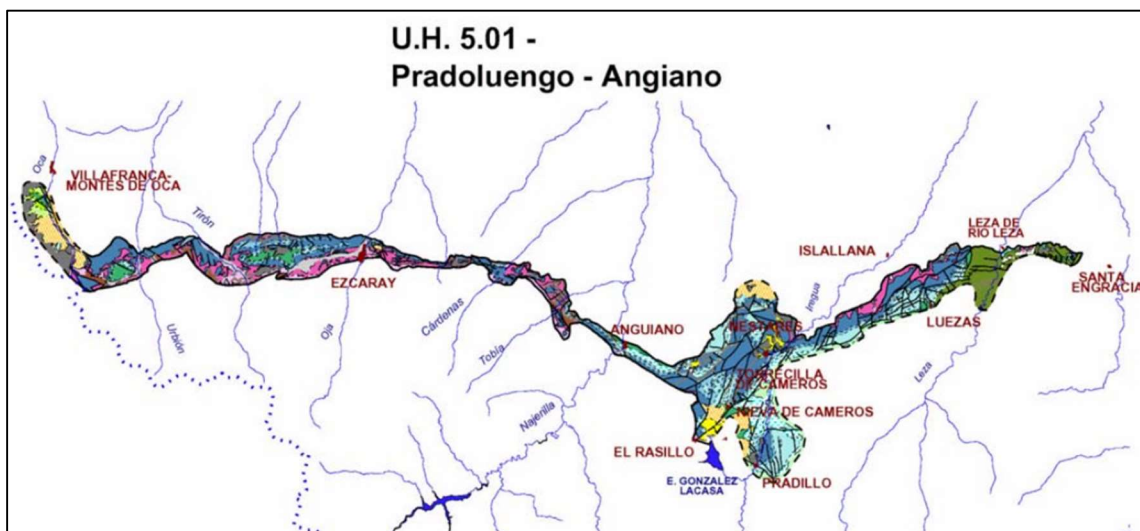 U.H. 5.01 -
Pradoluengo - Angiano
Oca
VILLAFRANCA-
MONTES DE OCA
Tirón
EZCARAY
Urbión
Oja
Cárdenas
Tobía
Najerilla
ANGUIANO
NESTARES
TORRECILLA
DE CAMEROS
NIEVA DE CAMEROS
EL RASILLO
E. GONZALEZ
LACASA
PRADILLO
Iregua
ISLALLANA
LEZA DE
RIO LEZA
SANTA
ENGRACIA
LUEZAS
Leza